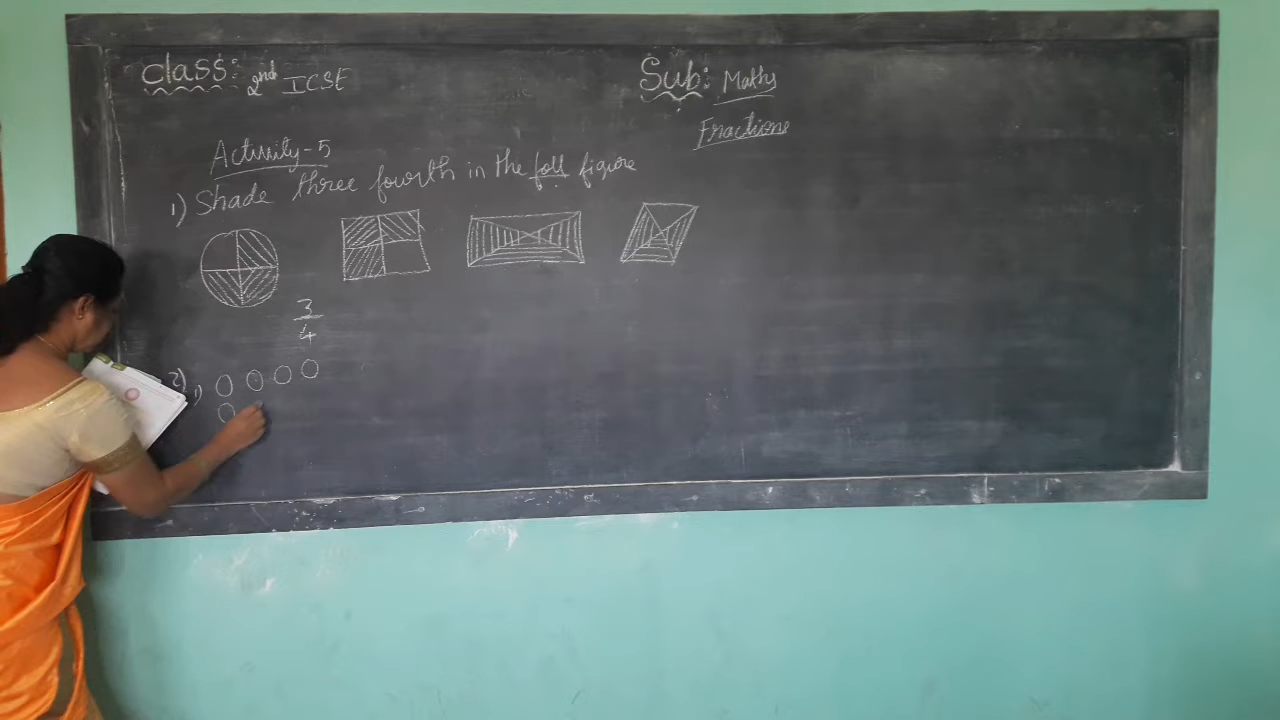 Class: 2nd ICSE
Sub: Maths
Fractions
Activity-5
1) Shade three fourth in the foll figure
3
4
2)
1)